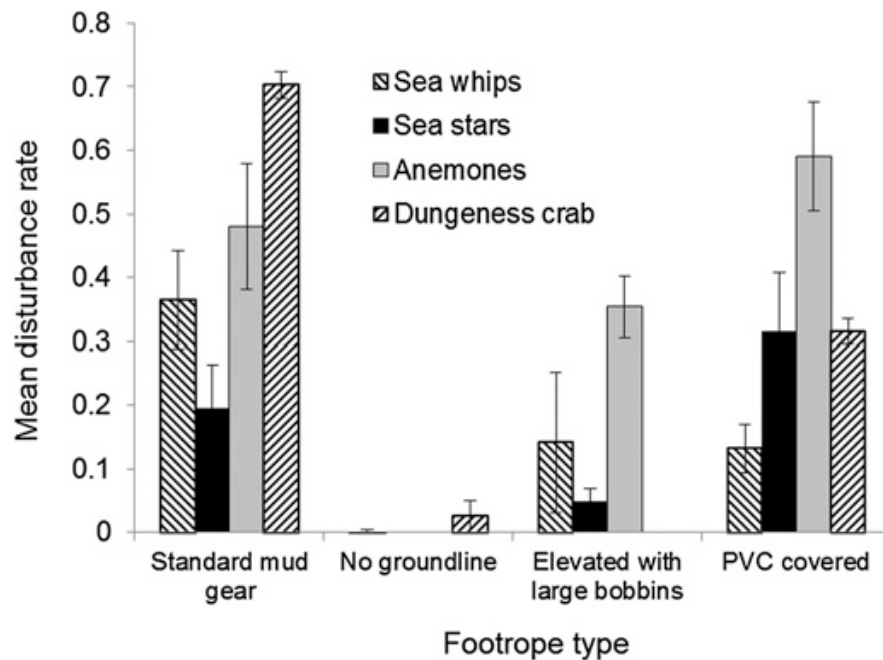 Mean disturbance rate
0.8
0.7
0.6
0.5
0.4
0.3
0.2
0.1
0
Sea whips
Sea stars
Anemones
Dungeness crab
Standard mud
gear
No groundline
Elevated with
large bobbins
PVC covered
Footrope type